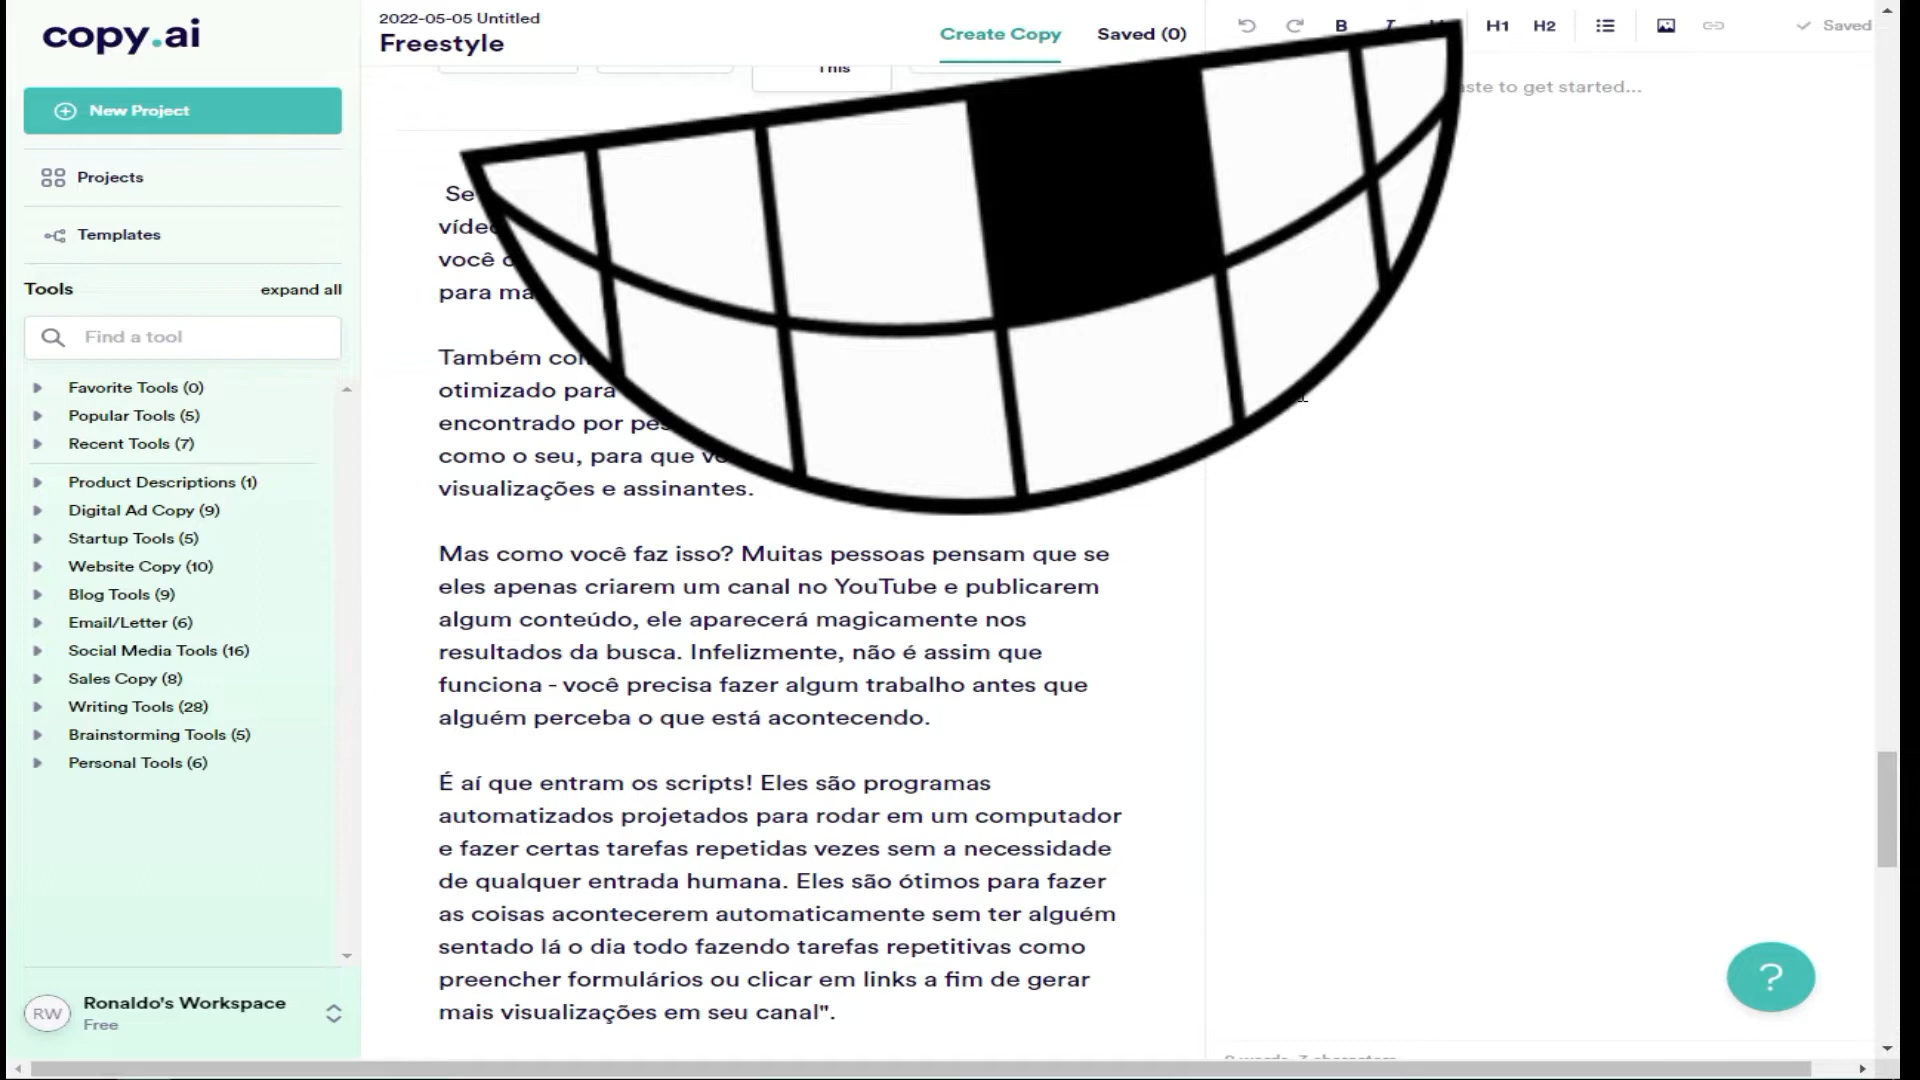 copy.ai
New Project
Projects
Templates
Tools
expand all
Find a tool
Favorite Tools (0)
Popular Tools (5)
Recent Tools (7)
Product Descriptions (1)
Digital Ad Copy (9)
Startup Tools (5)
Website Copy (10)
Blog Tools (9)
Email/Letter (6)
Social Media Tools (16)
Sales Copy (8)
Writing Tools (28)
Brainstorming Tools (5)
Personal Tools (6)
RW
Ronaldo's Workspace
Free
2022-05-05 Untitled
Freestyle
Create Copy
Saved (0)
This
Se
você
para
Também
otimizado para
encontrado por
como o seu, para que
visualizações e assinantes.
Mas como você faz isso? Muitas pessoas pensam que se
eles apenas criarem um canal no YouTube e publicarem
algum conteúdo, ele aparecerá magicamente nos
resultados da busca. Infelizmente, não é assim que
funciona - você precisa fazer algum trabalho antes que
alguém perceba o que está acontecendo.
É aí que entram os scripts! Eles são programas
automatizados projetados para rodar em um computador
e fazer certas tarefas repetidas vezes sem a necessidade
de qualquer entrada humana. Eles são ótimos para fazer
as coisas acontecerem automaticamente sem ter alguém
sentado lá o dia todo fazendo tarefas repetitivas como
preencher formulários ou clicar em links a fim de gerar
mais visualizações em seu canal".
B
H1
H2
Saved
to get started...
?